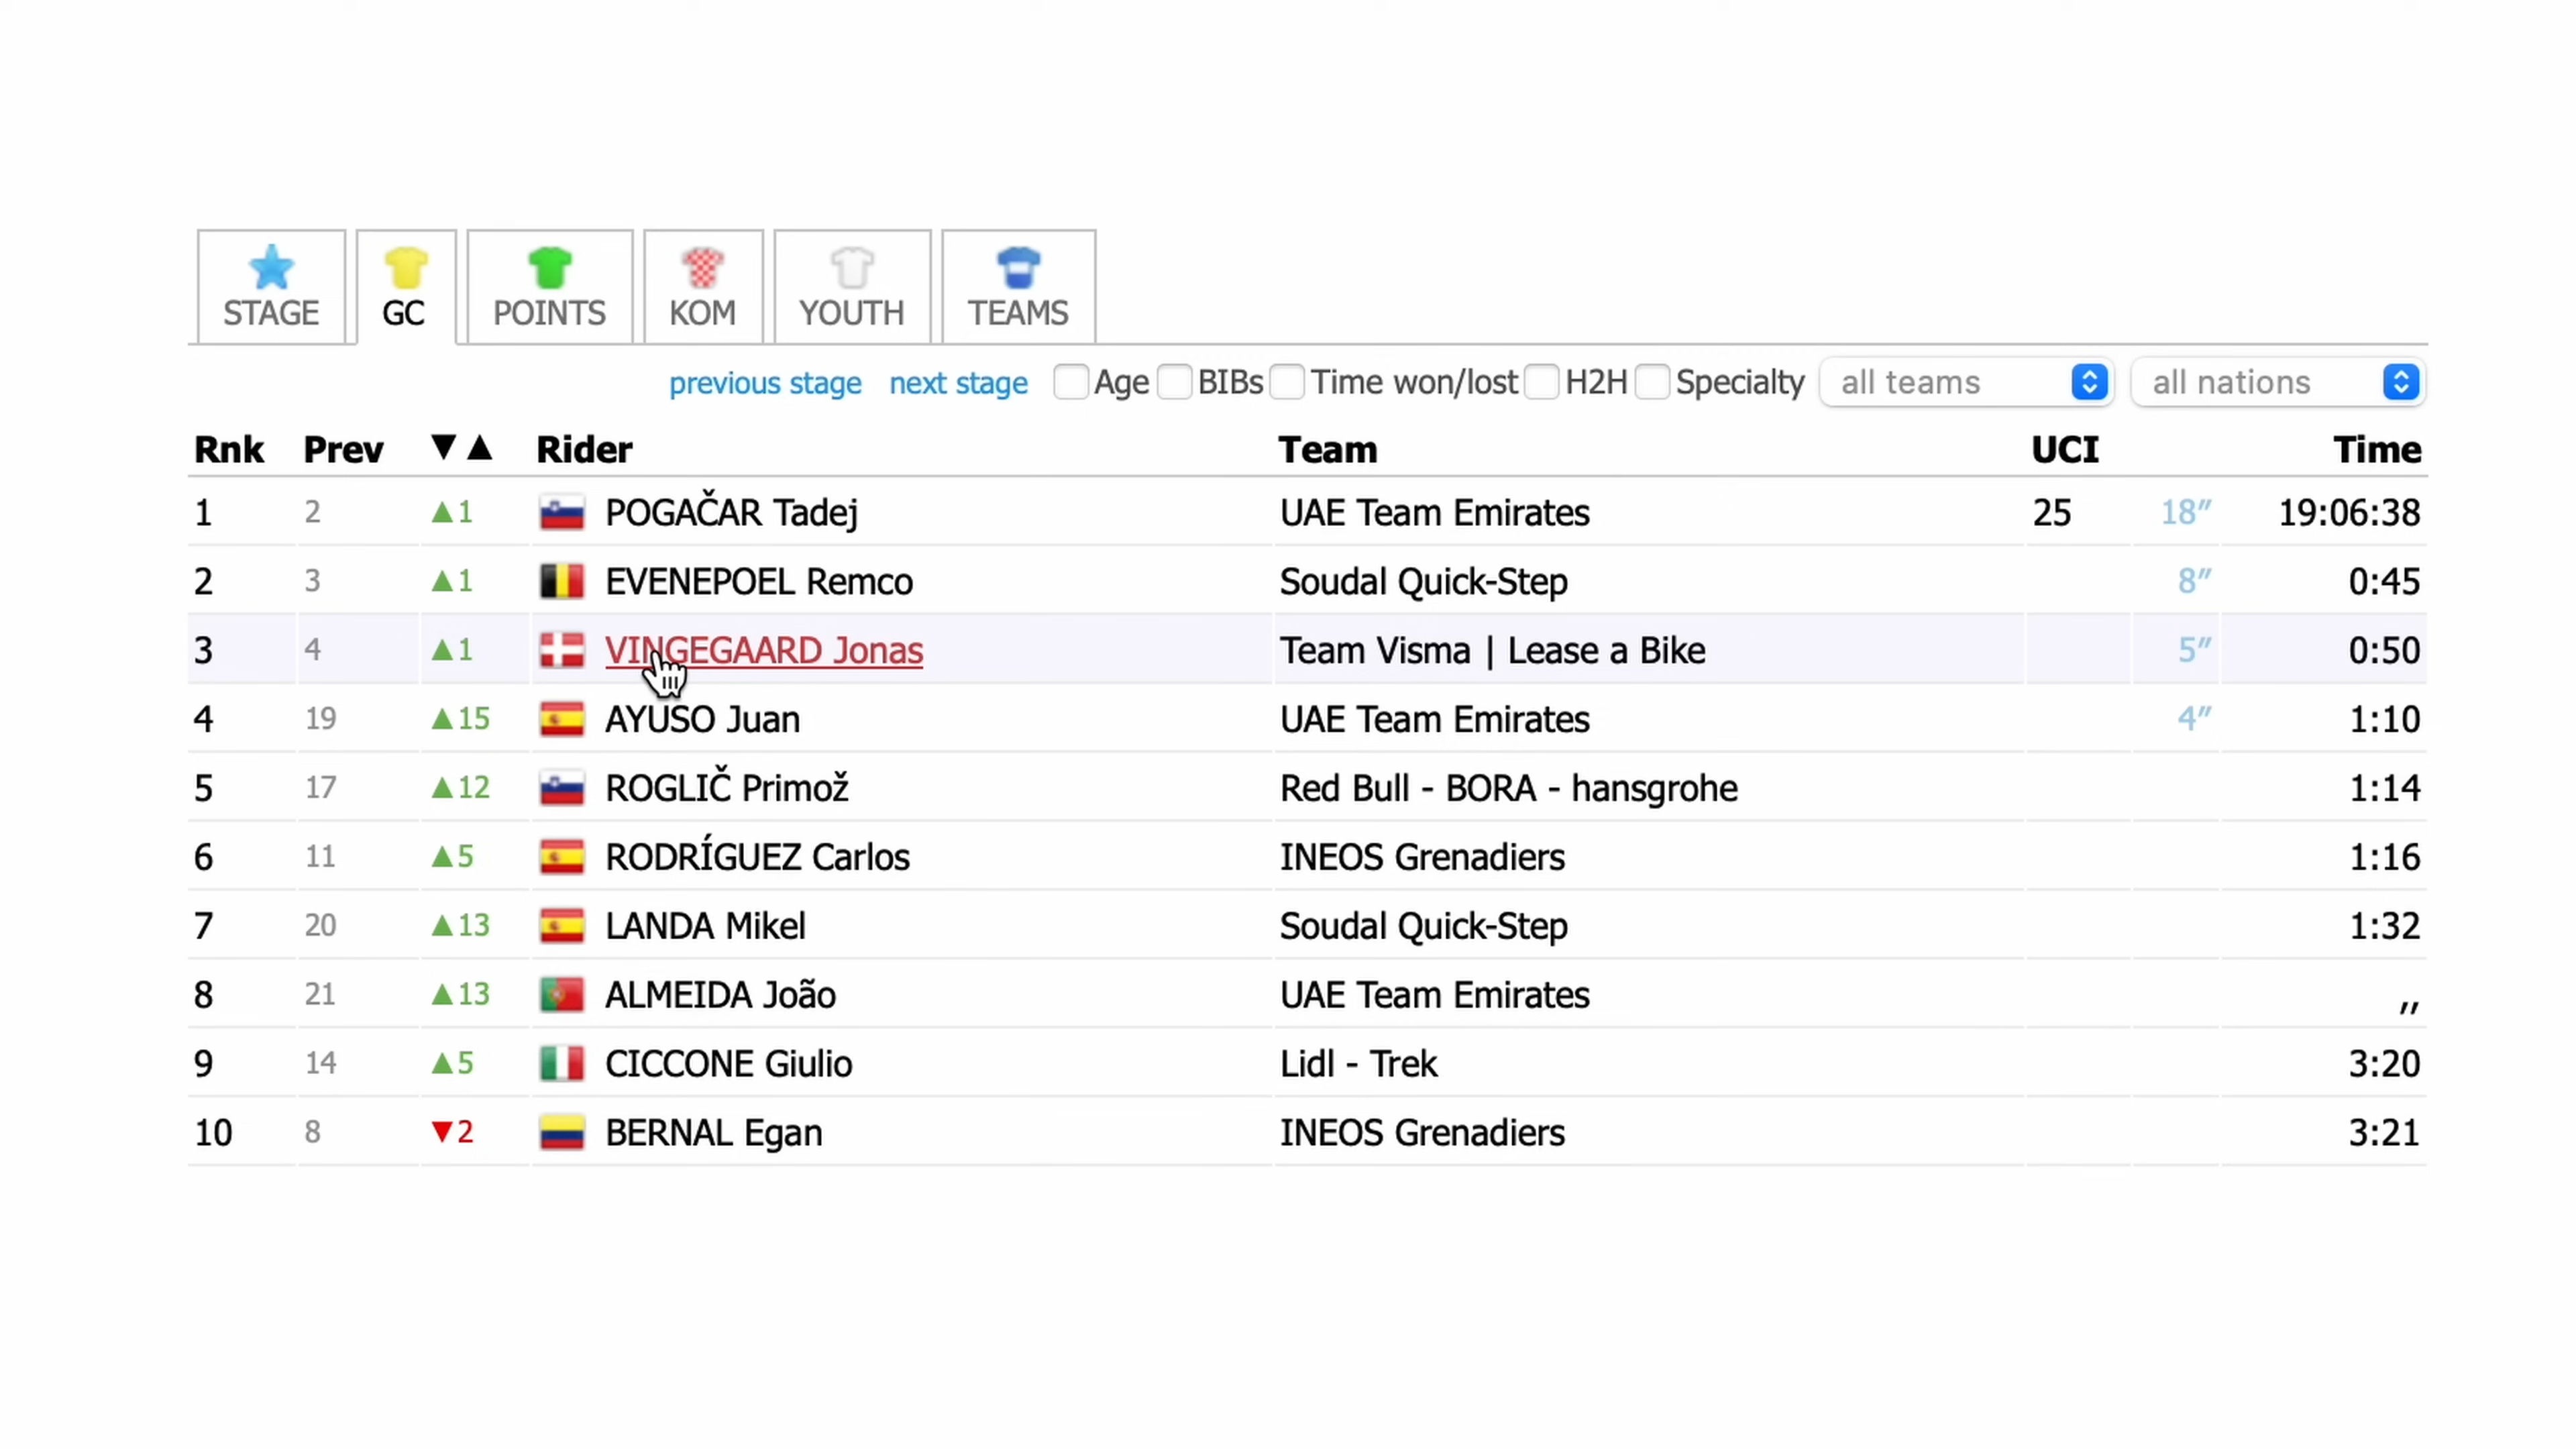 STAGE GC POINTS KOM YOUTH TEAMS
previous stage next stage Age BIBs Time won/lost H2H Specialty all teams all nations
Rnk Prev ▼▲ Rider Team UCI Time
1 2 ▲1 POGAČAR Tadej UAE Team Emirates 25 18″ 19:06:38
2 3 ▲1 EVENEPOEL Remco Soudal Quick-Step 8″ 0:45
3 4 ▲1 VINGEGAARD Jonas Team Visma | Lease a Bike 5″ 0:50
4 19 ▲15 AYUSO Juan UAE Team Emirates 4″ 1:10
5 17 ▲12 ROGLIČ Primož Red Bull - BORA - hansgrohe 1:14
6 11 ▲5 RODRÍGUEZ Carlos INEOS Grenadiers 1:16
7 20 ▲13 LANDA Mikel Soudal Quick-Step 1:32
8 21 ▲13 ALMEIDA João UAE Team Emirates ,,
9 14 ▲5 CICCONE Giulio Lidl - Trek 3:20
10 8 ▼2 BERNAL Egan INEOS Grenadiers 3:21